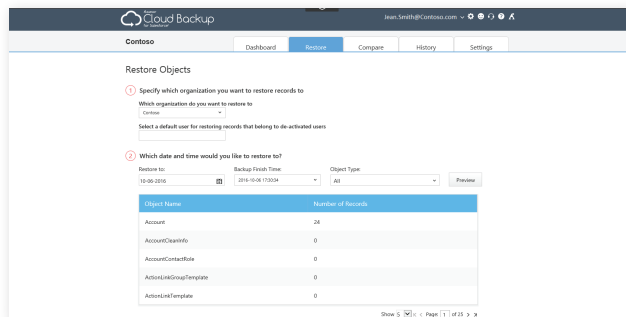 Cloud Backup
for Salesforce
Jean.Smith@Contoso.com
Contoso
Dashboard
Restore
Compare
History
Settings
Restore Objects
1 Specify which organization you want to restore records to
Which organization do you want to restore to
Contoso
Select a default user for restoring records that belong to de-activated users
2 Which date and time would you like to restore to?
Restore to: Backup Finish Time: Object Type:
10-06-2016 2016-10-06 17:30:34 All Preview
Object Name Number of Records
Account 24
AccountCleanInfo 0
AccountContactRole 0
ActionLinkGroupTemplate 0
ActionLinkTemplate 0
Show 5 Page: 1 of 25